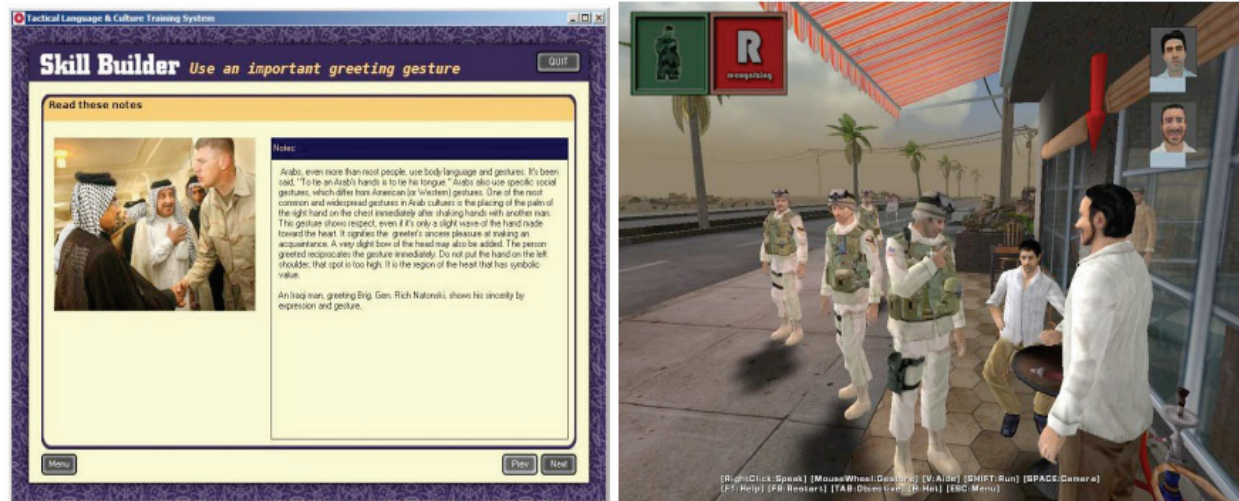 Tactical Language & Culture Training System
Skill Builder Use an important greeting gesture
QUIT
Read these notes
Notes:
Arabs, even more than most people, use body language and gestures. It's been
said, "To tie an Arab's hands is to tie his tongue." Arabs also use specific social
gestures, which differ from American (or Western) gestures. One of the most
common and widespread gestures in Arab cultures is the placing of the palm of
the right hand on the chest immediately after shaking hands with another man.
This gesture shows respect, even if it's only a slight wave of the hand made
toward the heart. It signifies the greeter's sincere pleasure at making an
acquaintance. A very slight bow of the head may also be added. The person
greeted reciprocates the gesture immediately. Do not put the hand on the left
shoulder; that spot is too high. It is the region of the heart that has symbolic
value.
An Iraqi man, greeting Brig. Gen. Rich Natonski, shows his sincerity by
expression and gesture.
Menu
Prev
Next
R
recognizing
[RightClick:Speak] [MouseWheel:Gesture] [V:Aide] [SHIFT:Run] [SPACE:Camera]
[F1:Help] [F8:Restart] [TAB:Objective] [H:Hat] [ESC:Menu]